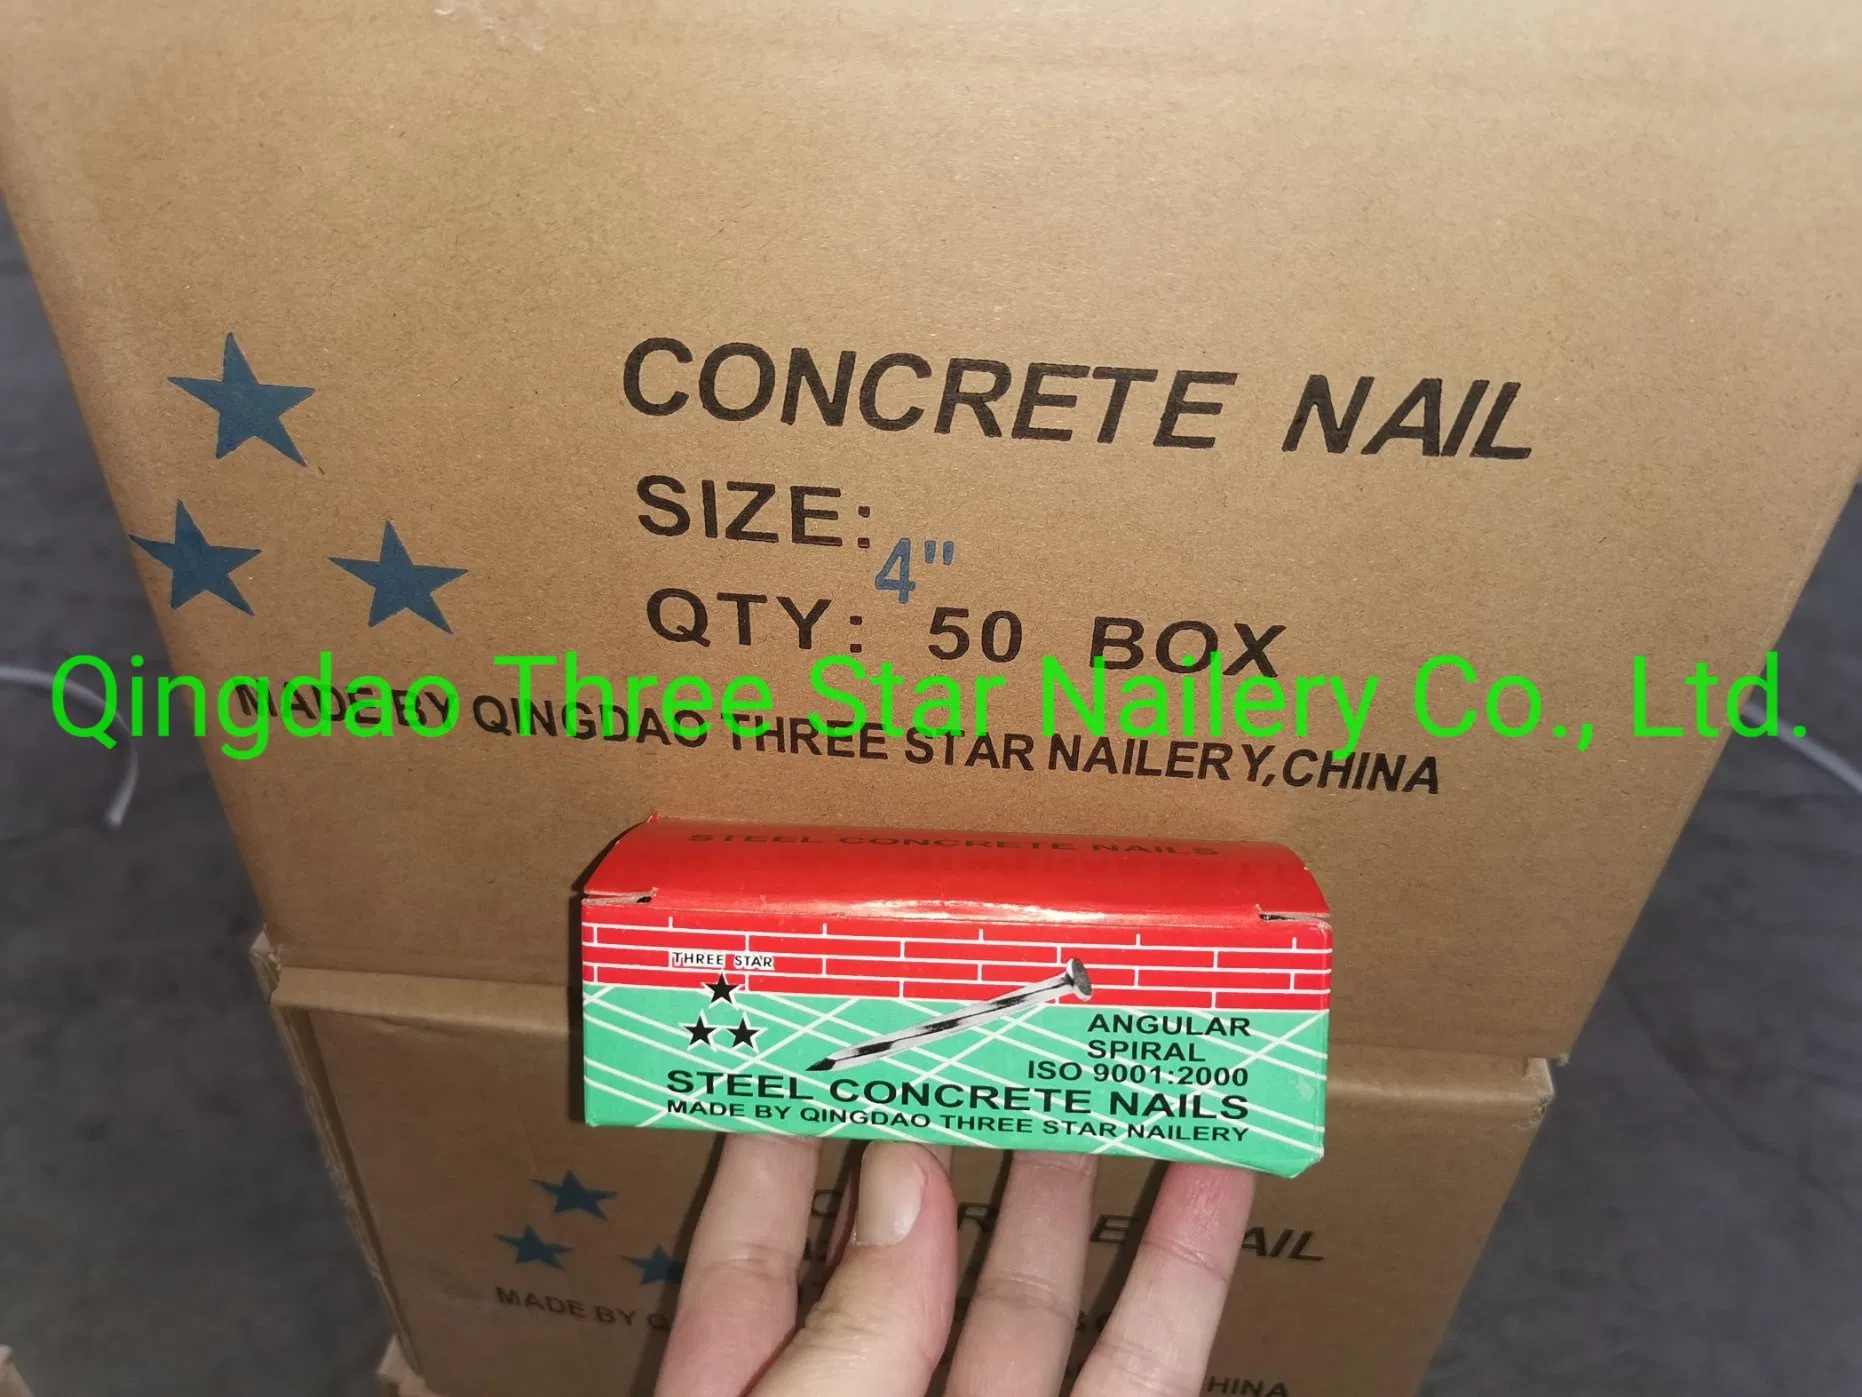 CONCRETE NAIL
SIZE: 4"
QTY: 50 BOX
Qingdao Three Star Nailery Co., Ltd.
MADE BY QINGDAO THREE STAR NAILERY,CHINA
STEEL CONCRETE NAILS
THREE STAR
ANGULAR
SPIRAL
ISO 9001:2000
STEEL CONCRETE NAILS
MADE BY QINGDAO THREE STAR NAILERY
MADE BY